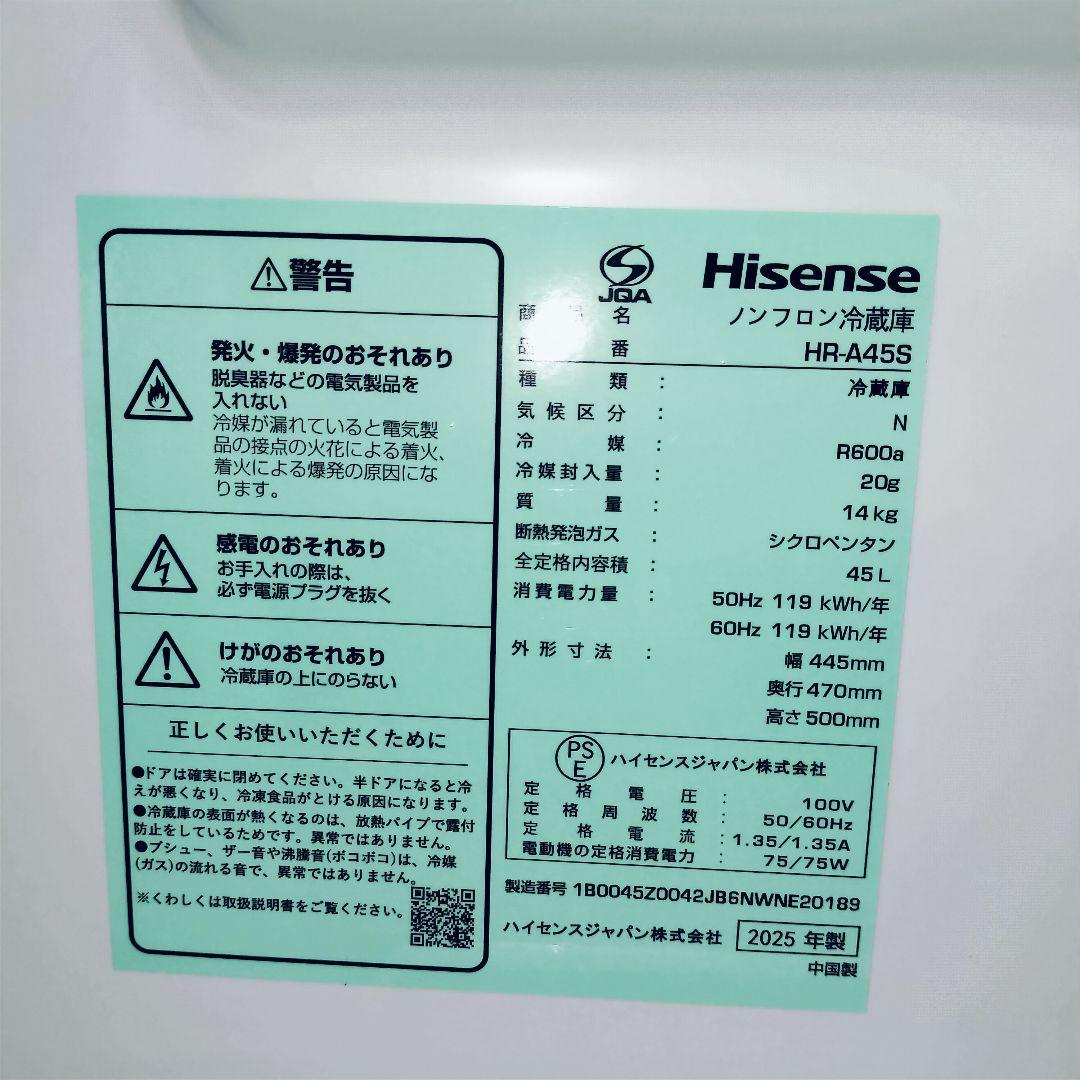 ⚠警告
発火・爆発のおそれあり
脱臭器などの電気製品を
入れない
冷媒が漏れていると電気製
品の接点の火花による着火、
着火による爆発の原因にな
ります。
感電のおそれあり
お手入れの際は、
必ず電源プラグを抜く
けがのおそれあり
冷蔵庫の上にのらない
正しくお使いいただくために
●ドアは確実に閉めてください。半ドアになると冷
えが悪くなり、冷凍食品がとける原因になります。
●冷蔵庫の表面が熱くなるのは、放熱パイプで露付
防止をしているためです。異常ではありません。
●プシュー、ザー音や沸騰音(ボコボコ)は、冷媒
(ガス)の流れる音で、異常ではありません。
※くわしくは取扱説明書をご覧ください。
JQA
Hisense
商品名 ノンフロン冷蔵庫
品番 HR-A45S
種類 : 冷蔵庫
気候区分 : N
冷媒 : R600a
冷媒封入量 : 20g
質量 : 14kg
断熱発泡ガス : シクロペンタン
全定格内容積 : 45L
消費電力量 : 50Hz 119 kWh/年
60Hz 119 kWh/年
外形寸法 : 幅 445mm
奥行 470mm
高さ 500mm
PS
E
ハイセンスジャパン株式会社
定格電圧 : 100V
定格周波数 : 50/60Hz
定格電流 : 1.35/1.35A
電動機の定格消費電力 : 75/75W
製造番号 1B0045Z0042JB6NWNE20189
ハイセンスジャパン株式会社 2025 年製
中国製